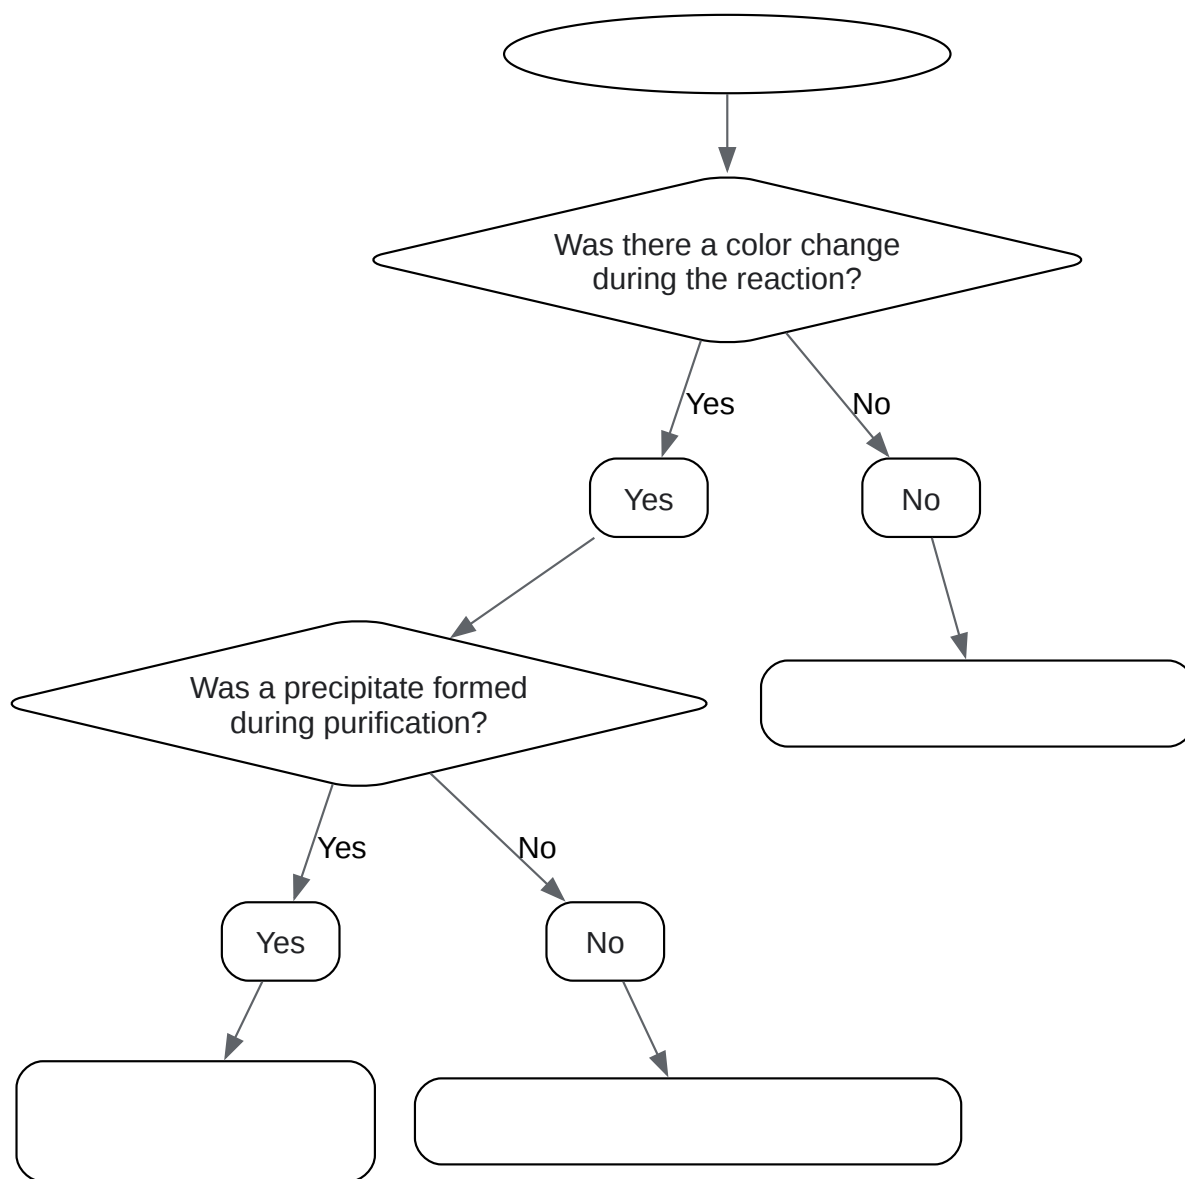 Was there a color change
during the reaction?
Yes
No
Yes
No
Was a precipitate formed
during purification?
Yes
No
Yes
No